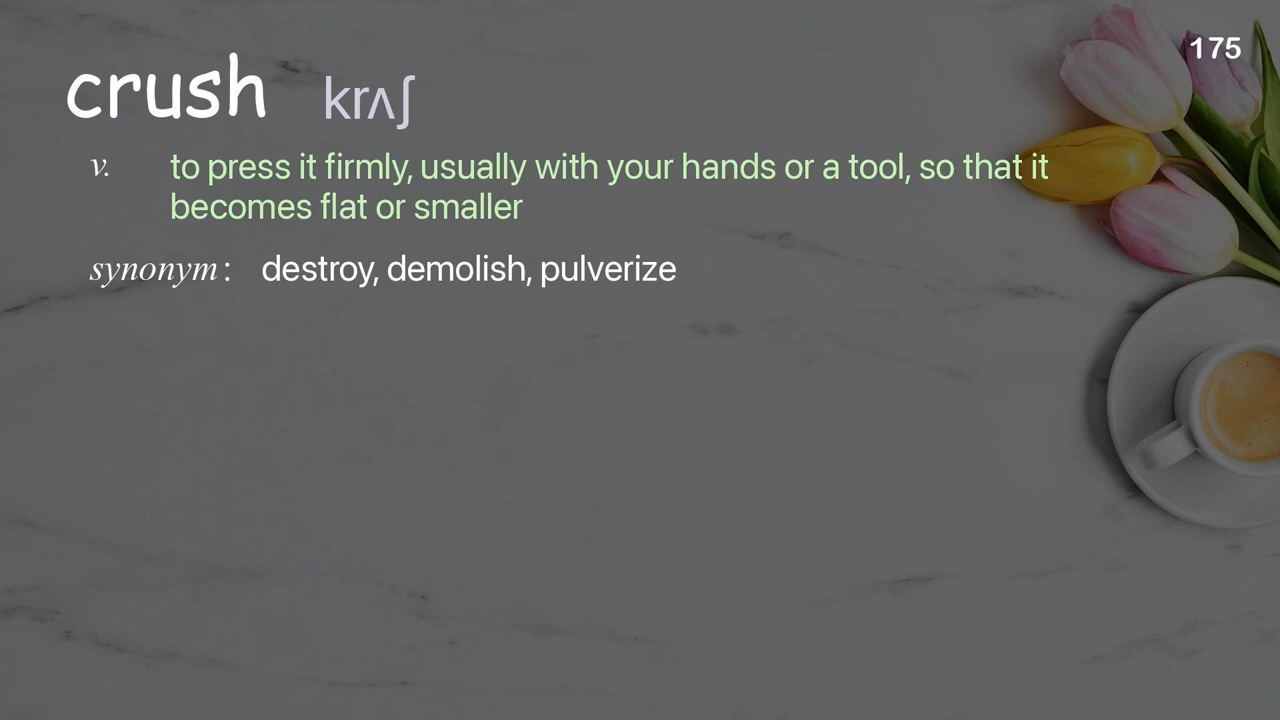 175
crush krʌʃ
v. to press it firmly, usually with your hands or a tool, so that it
becomes flat or smaller
synonym: destroy, demolish, pulverize